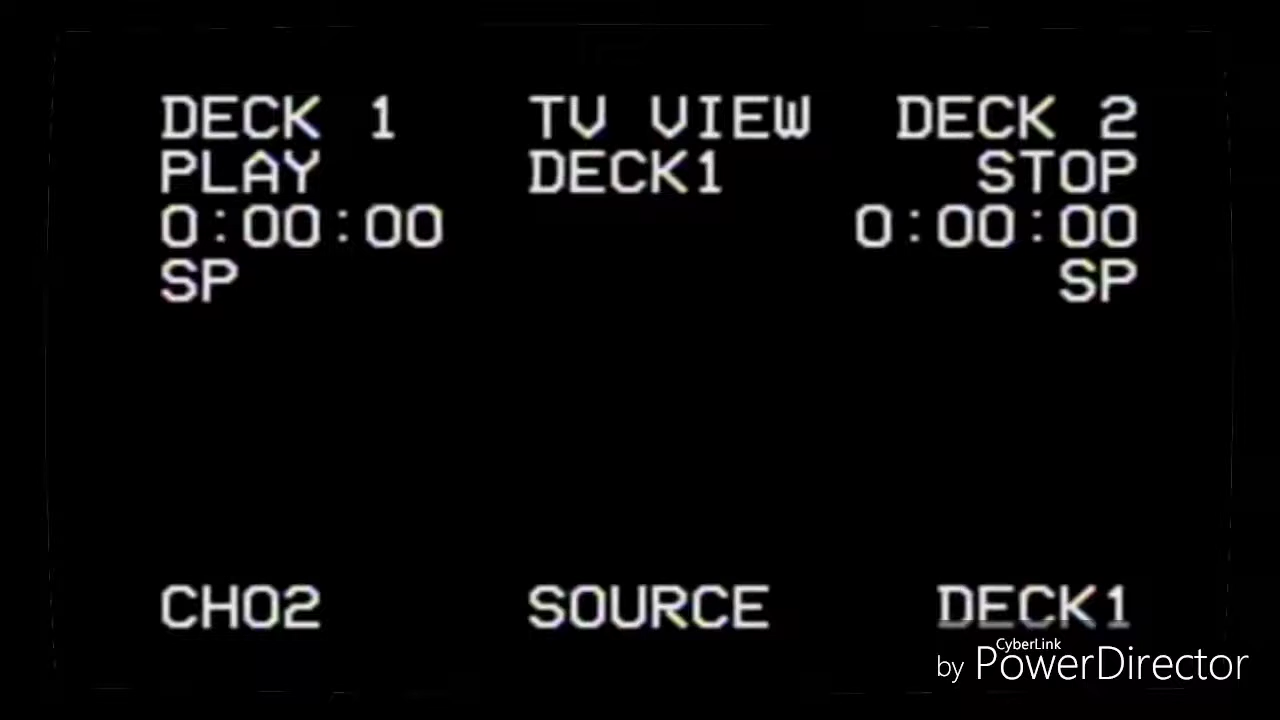 DECK 1 TV VIEW DECK 2
PLAY DECK1 STOP
0:00:00 0:00:00
SP SP
CH02 SOURCE DECK1
CyberLink
by PowerDirector